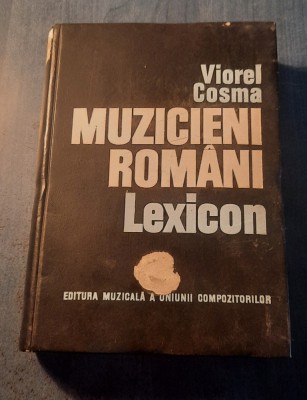 Viorel
Cosma
MUZICIENI
ROMÂNI
Lexicon
EDITURA MUZICALĂ A UNIUNII COMPOZITORILOR